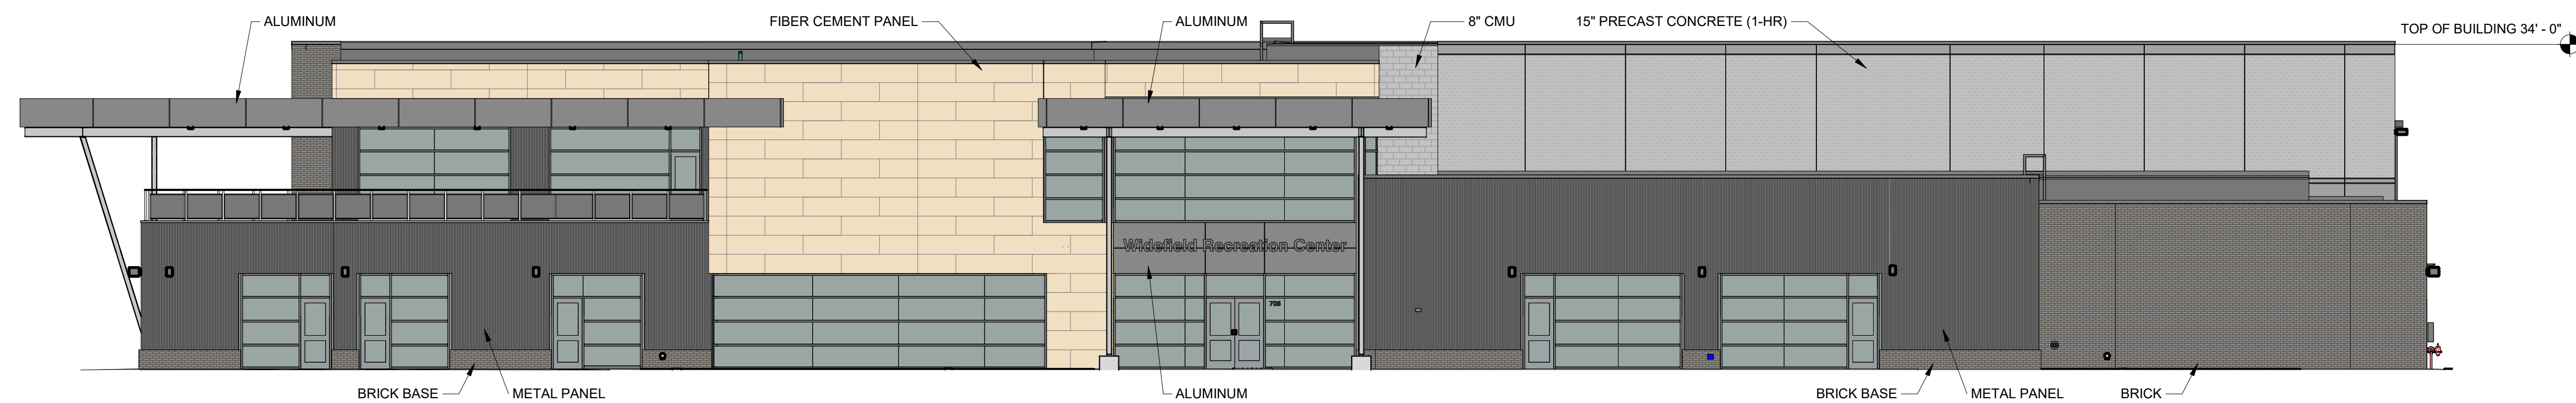 ALUMINUM
FIBER CEMENT PANEL
ALUMINUM
8" CMU
15" PRECAST CONCRETE (1-HR)
TOP OF BUILDING 34' - 0"
Widefield Recreation Center
705
BRICK BASE
METAL PANEL
ALUMINUM
BRICK BASE
METAL PANEL
BRICK